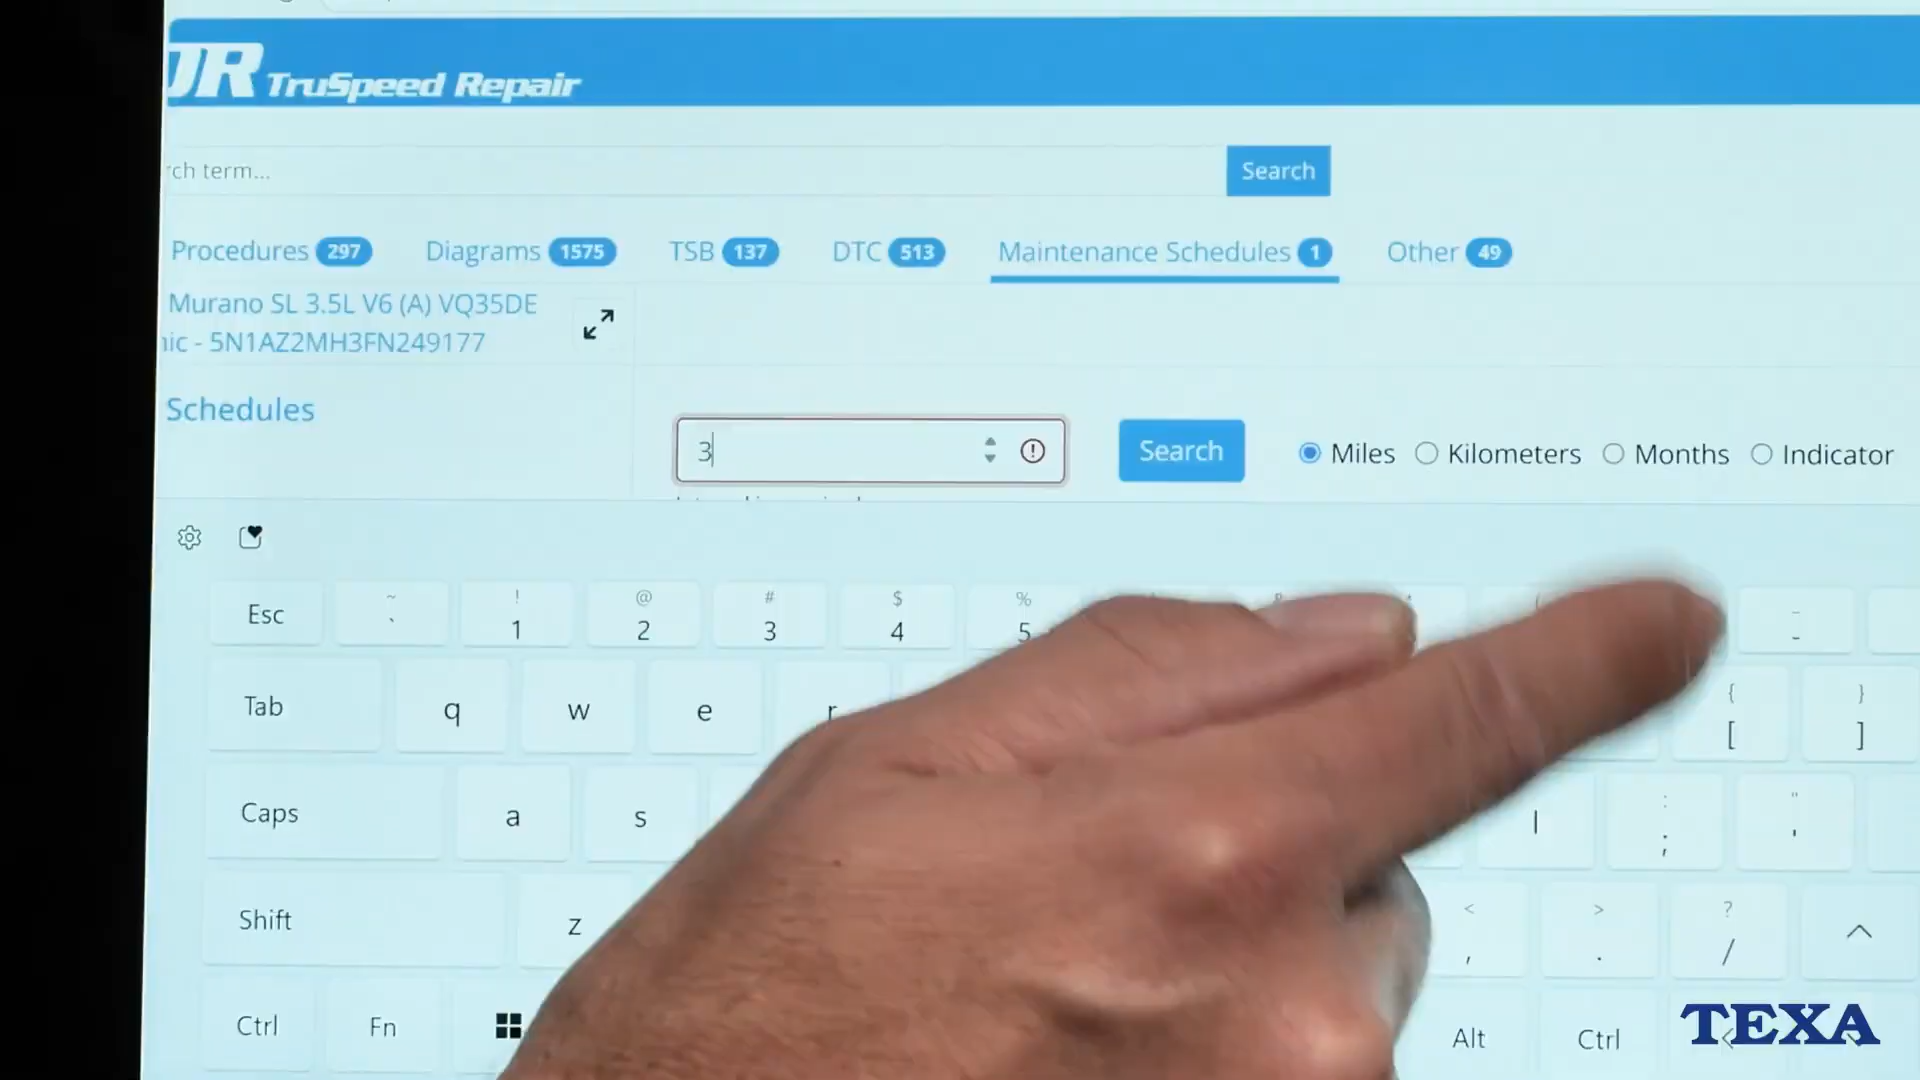 TruSpeed Repair
rch term...
Search
Procedures 297 Diagrams 1575 TSB 137 DTC 513 Maintenance Schedules 1 Other 49
Murano SL 3.5L V6 (A) VQ35DE
nic - 5N1AZ2MH3FN249177
Schedules
3 Search Miles Kilometers Months Indicator
Esc ~ ` ! 1 @ 2 # 3 $ 4 % 5 _ -
Tab q w e r { [ } ]
Caps a s l : ; " '
Shift z < , > . ? /
Ctrl Fn Alt Ctrl
TEXA